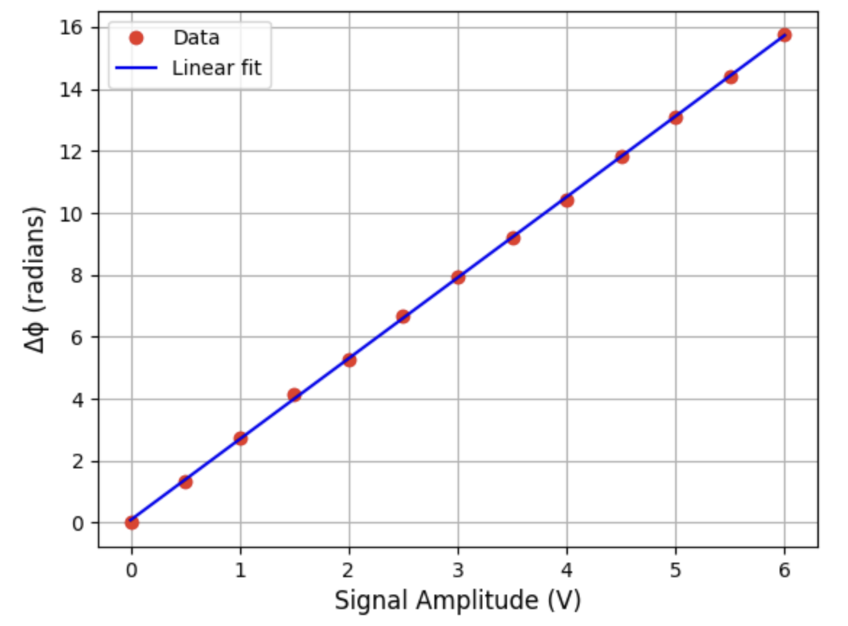 16
14
12
10
8
6
4
2
0
Δϕ (radians)
Data
Linear fit
0 1 2 3 4 5 6
Signal Amplitude (V)